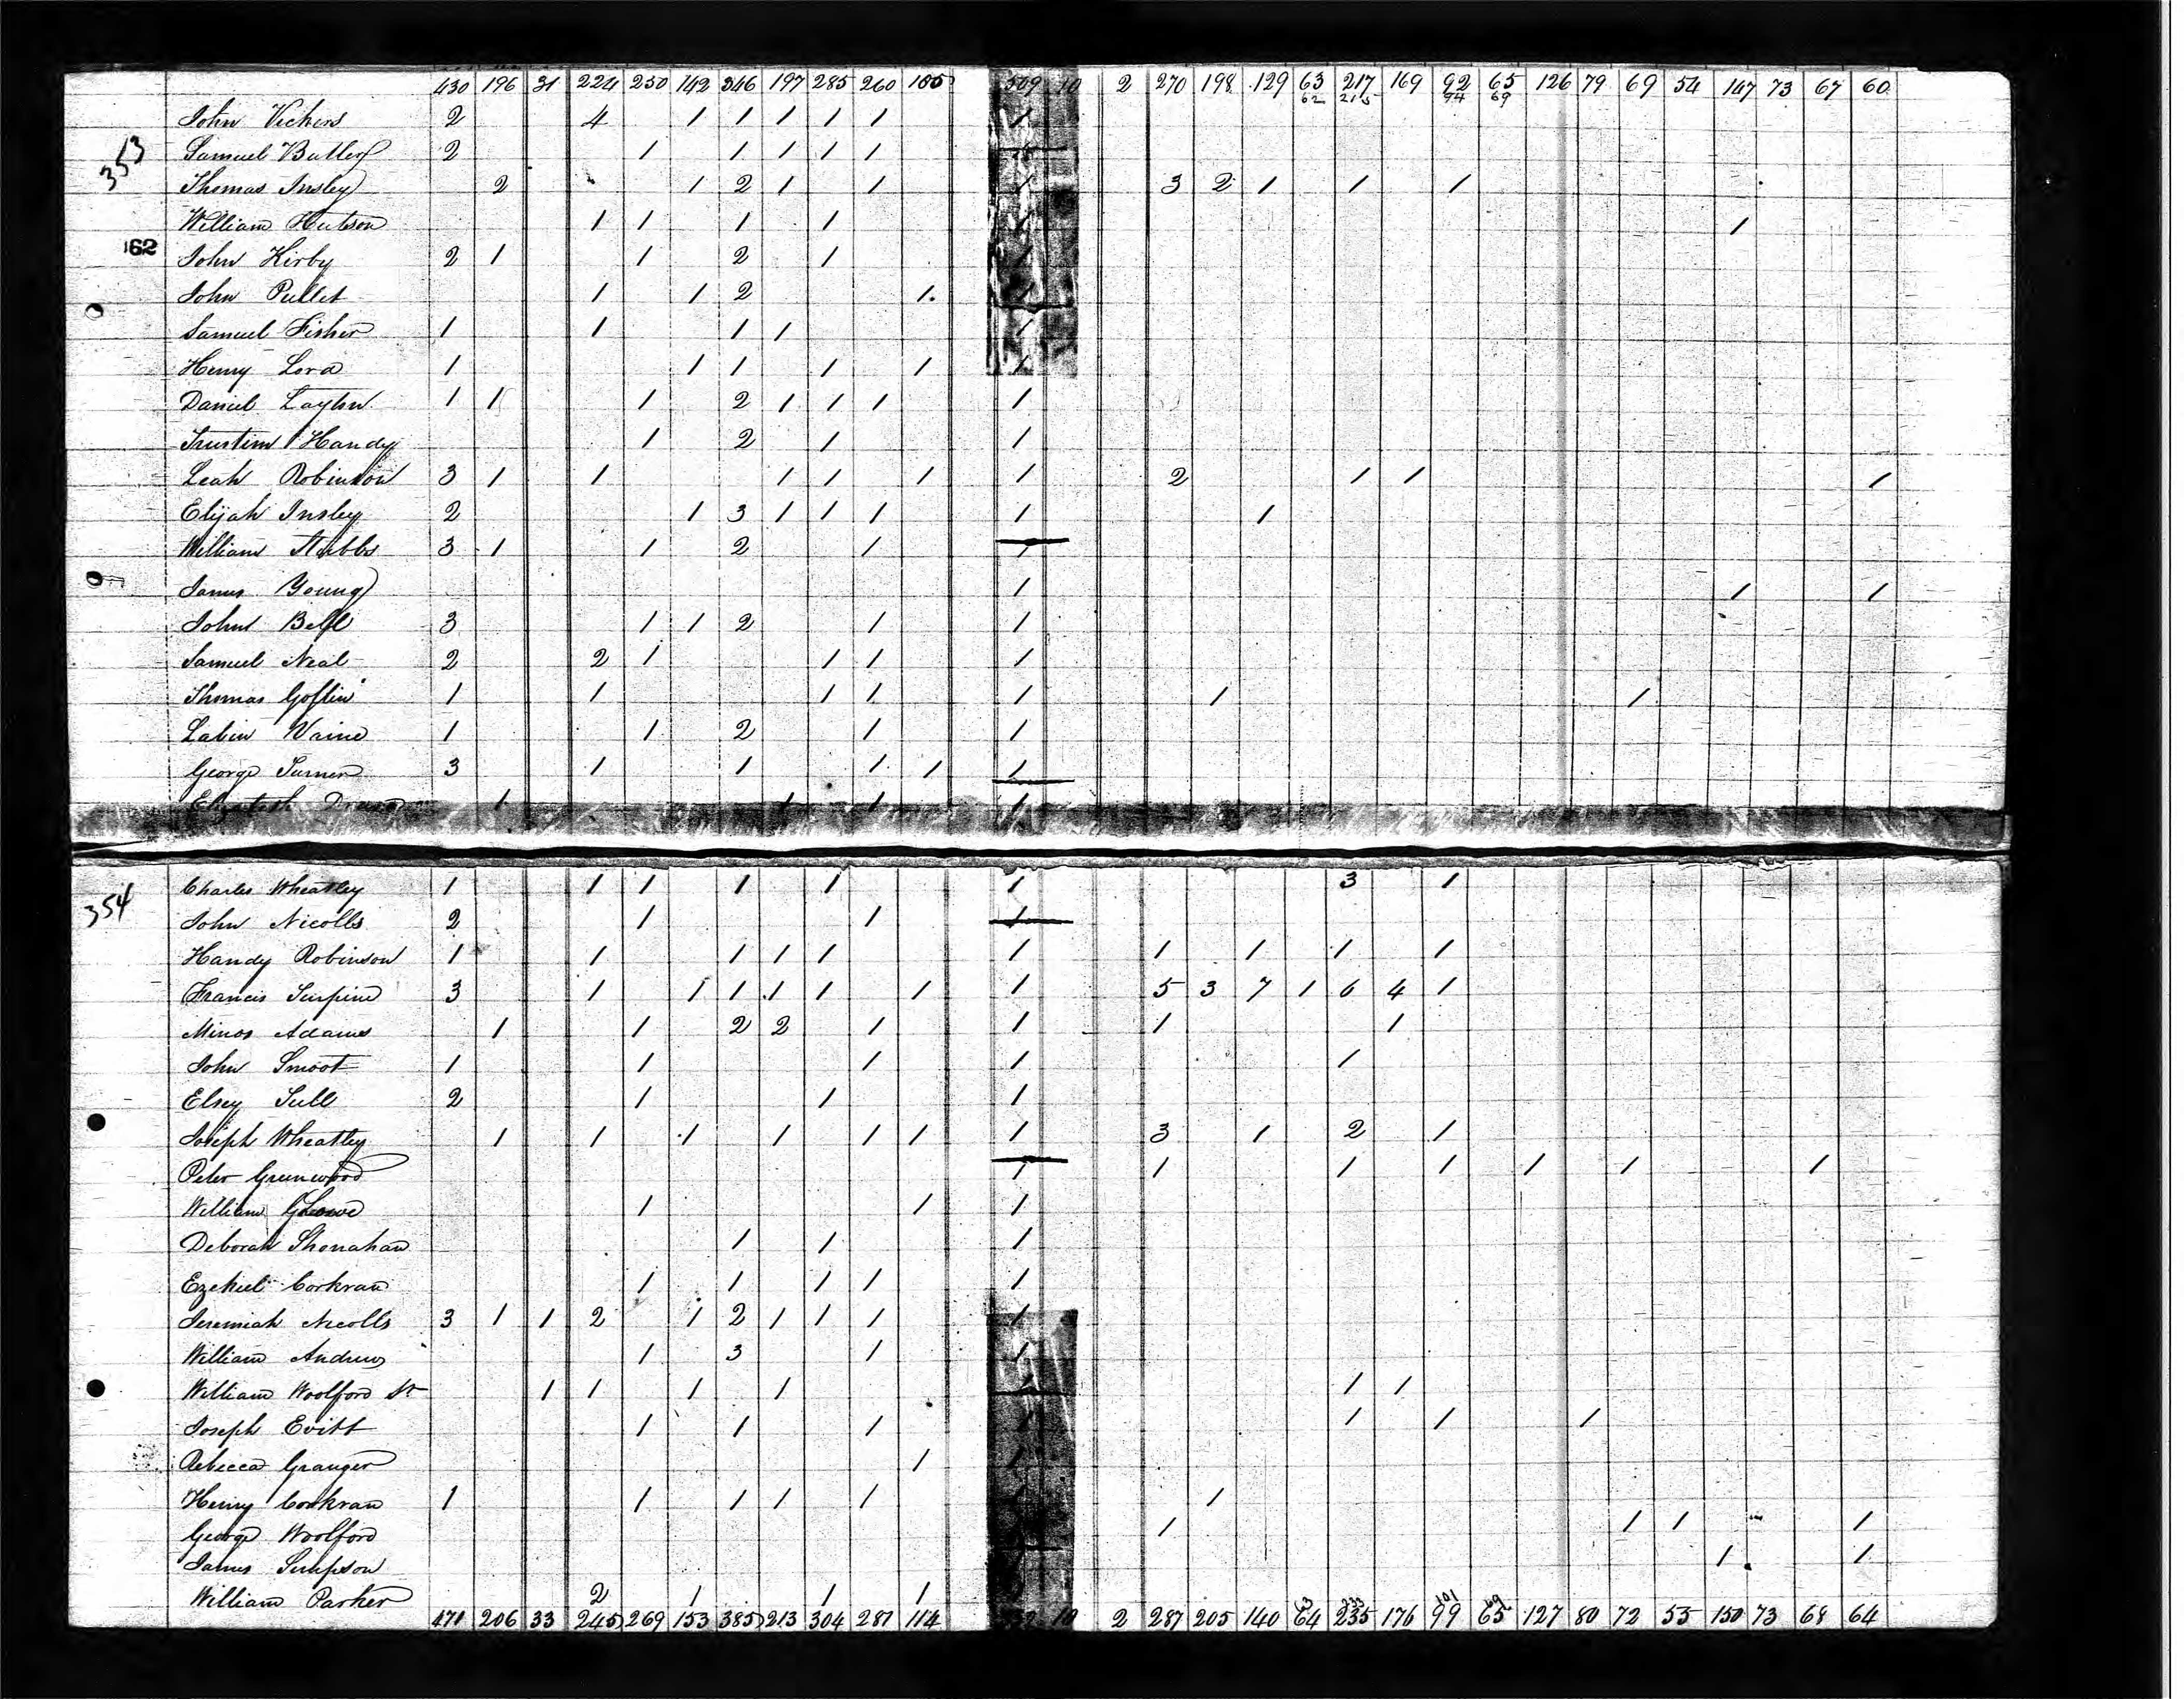 430 196 31 224 250 142 346 197 285 260 105 509 10 2 270 198 129 63 217 169 92 65 126 79 69 54 147 73 67 60
62 215 94 69
John Vickers 2 4 1 1 1 1 1 1
353
Samuel Butler 2 1 1 1 1 1 1
Thomas Insley 2 1 2 1 1 1 3 2 1 1 1
William Hutson 1 1 1 1 1 1
162
John Kirby 2 1 1 2 1 1
John Pullet 1 1 2 1 1
Samuel Fisher 1 1 1 1 1
Henry Lord 1 1 1 1 1 1
Daniel Layton 1 1 1 2 1 1 1 1
Trustim Handy 1 2 1 1
Leah Robinson 3 1 1 1 1 1 1 2 1 1 1
Elijah Insley 2 1 3 1 1 1 1 1
William Stubbs 3 1 1 2 1 1
James Young 1 1 1
John Bell 3 1 1 2 1 1
Samuel Neal 2 2 1 1 1 1
Thomas Goslin 1 1 1 1 1 1 1
Labin 1 1 2 1 1
George Turner 3 1 1 1 1 1
Elizabeth 1 1 1 1
354
Charles Wheatley 1 1 1 1 1 1 3 1
John Nicolls 2 1 1 1
Handy Robinson 1 1 1 1 1 1 1 1 1 1
Francis Turpine 3 1 1 1 1 1 1 1 5 3 7 1 6 4 1
Minos Adams 1 1 2 2 1 1 1 1
John Smoot 1 1 1 1 1
Elsey Tull 2 1 1 1
Joseph Wheatley 1 1 1 1 1 1 1 3 1 2 1
Peter Greenwood 1 1 1 1 1 1 1
William 1 1 1
Deborah Shonahan 1 1 1
Ezekiel Corkran 1 1 1 1 1
Jeremiah Nicolls 3 1 1 2 1 2 1 1 1 1
William Andrews 1 3 1 1
William Woolford Sr 1 1 1 1 1 1 1
Joseph Evitt 1 1 1 1 1 1 1
Rebecca Granger 1 1
Henry Corkran 1 1 1 1 1 1
George Woolford 1 1 1 1
James Simpson 1 1
William Parker 2 1 1 1
471 206 33 245 269 153 385 213 304 281 114 10 2 287 205 140 64 235 176 99 65 127 80 72 55 150 73 68 64